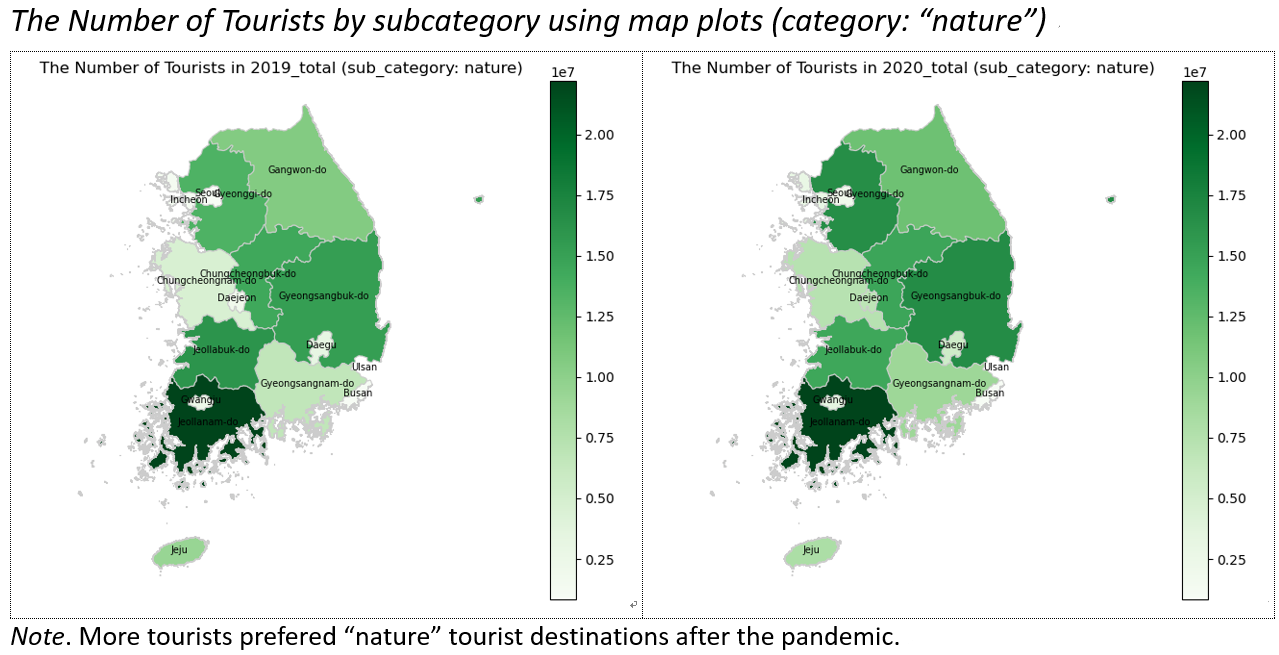 The Number of Tourists by subcategory using map plots (category: “nature”)
The Number of Tourists in 2019_total (sub_category: nature)
1e7
2.00
1.75
1.50
1.25
1.00
0.75
0.50
0.25
Gangwon-do
Seoul
Gyeonggi-do
Incheon
Chungcheongbuk-do
Chungcheongnam-do
Daejeon
Gyeongsangbuk-do
Jeollabuk-do
Daegu
Ulsan
Gyeongsangnam-do
Busan
Gwangju
Jeollanam-do
Jeju
The Number of Tourists in 2020_total (sub_category: nature)
1e7
2.00
1.75
1.50
1.25
1.00
0.75
0.50
0.25
Gangwon-do
Seoul
Gyeonggi-do
Incheon
Chungcheongbuk-do
Chungcheongnam-do
Daejeon
Gyeongsangbuk-do
Jeollabuk-do
Daegu
Ulsan
Gyeongsangnam-do
Busan
Gwangju
Jeollanam-do
Jeju
Note. More tourists prefered “nature” tourist destinations after the pandemic.